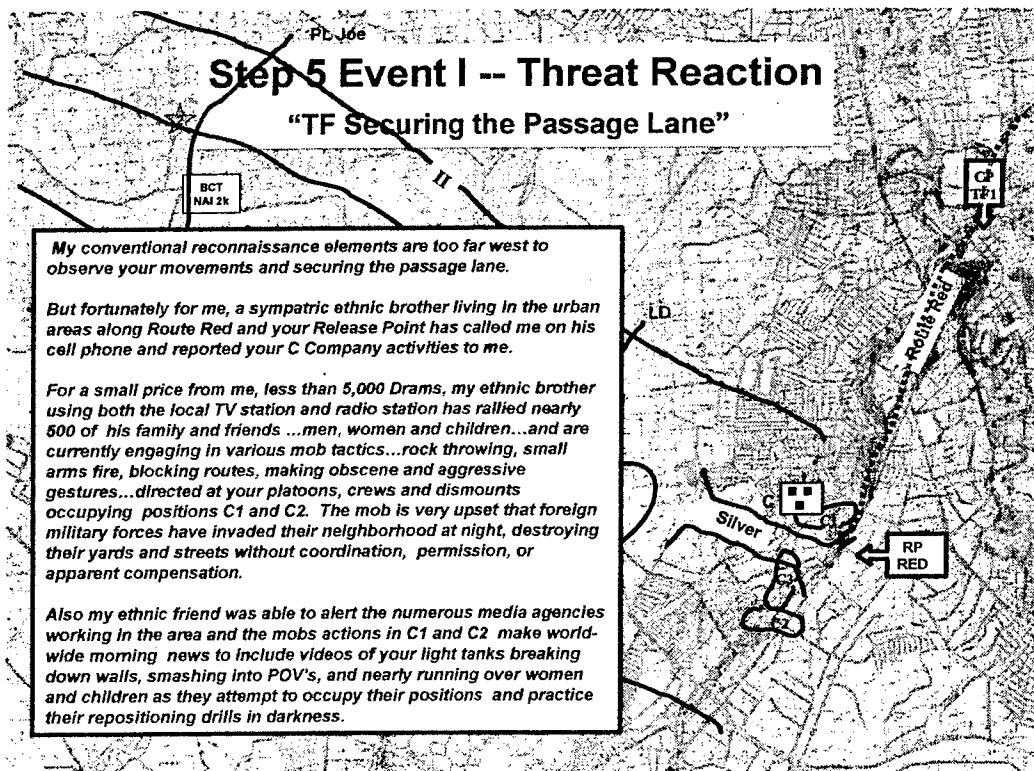 PL Joe
Step 5 Event I -- Threat Reaction
"TF Securing the Passage Lane"
II
BCT
NAI 2k
CP
TF1
My conventional reconnaissance elements are too far west to
observe your movements and securing the passage lane.
But fortunately for me, a sympatric ethnic brother living in the urban
areas along Route Red and your Release Point has called me on his
cell phone and reported your C Company activities to me.
For a small price from me, less than 5,000 Drams, my ethnic brother
using both the local TV station and radio station has rallied nearly
500 of his family and friends ...men, women and children...and are
currently engaging in various mob tactics...rock throwing, small
arms fire, blocking routes, making obscene and aggressive
gestures...directed at your platoons, crews and dismounts
occupying positions C1 and C2. The mob is very upset that foreign
military forces have invaded their neighborhood at night, destroying
their yards and streets without coordination, permission, or
apparent compensation.
Also my ethnic friend was able to alert the numerous media agencies
working in the area and the mobs actions in C1 and C2 make world-
wide morning news to include videos of your light tanks breaking
down walls, smashing into POV's, and nearly running over women
and children as they attempt to occupy their positions and practice
their repositioning drills in darkness.
LD
Route Red
C
C1
Silver
RP
RED
C3
C2